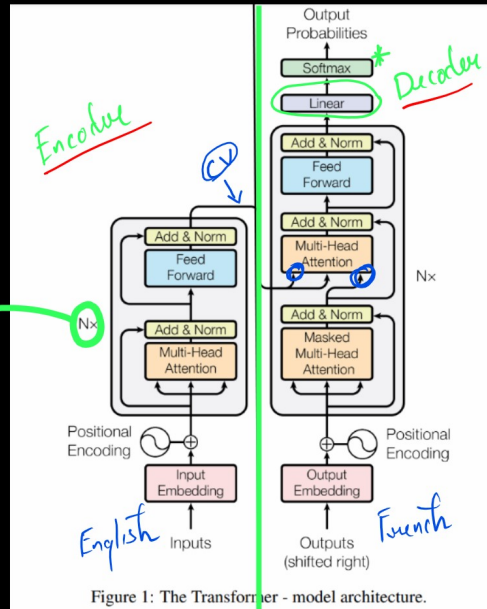 Output
Probabilities
Softmax
*
Linear
Decoder
Encoder
Add & Norm
Feed
Forward
CV
Add & Norm
Multi-Head
Attention
Nx
Add & Norm
Masked
Multi-Head
Attention
Add & Norm
Feed
Forward
Nx
Add & Norm
Multi-Head
Attention
Positional
Encoding
Positional
Encoding
Input
Embedding
Output
Embedding
English
Inputs
Outputs
(shifted right)
French
Figure 1: The Transformer - model architecture.